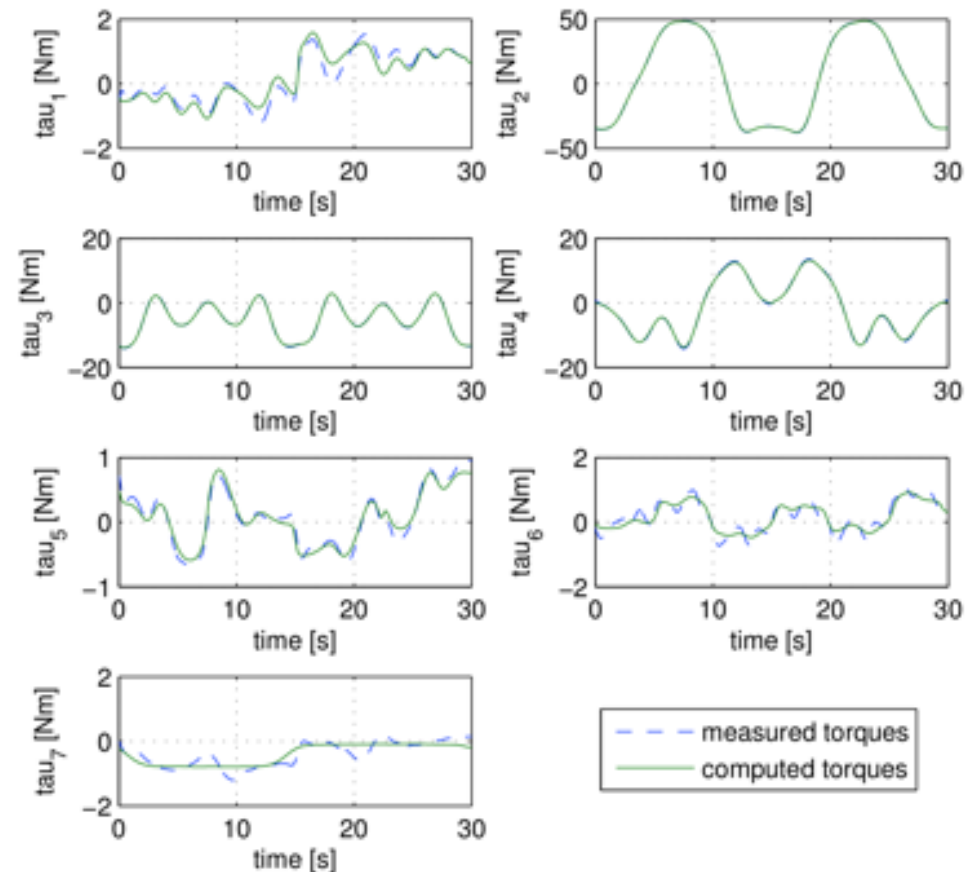 2
0
−2
tau1 [Nm]
0 10 20 30
time [s]
50
0
−50
tau2 [Nm]
0 10 20 30
time [s]
20
0
−20
tau3 [Nm]
0 10 20 30
time [s]
20
0
−20
tau4 [Nm]
0 10 20 30
time [s]
1
0
−1
tau5 [Nm]
0 10 20 30
time [s]
2
0
−2
tau6 [Nm]
0 10 20 30
time [s]
2
0
−2
tau7 [Nm]
0 10 20 30
time [s]
measured torques
computed torques